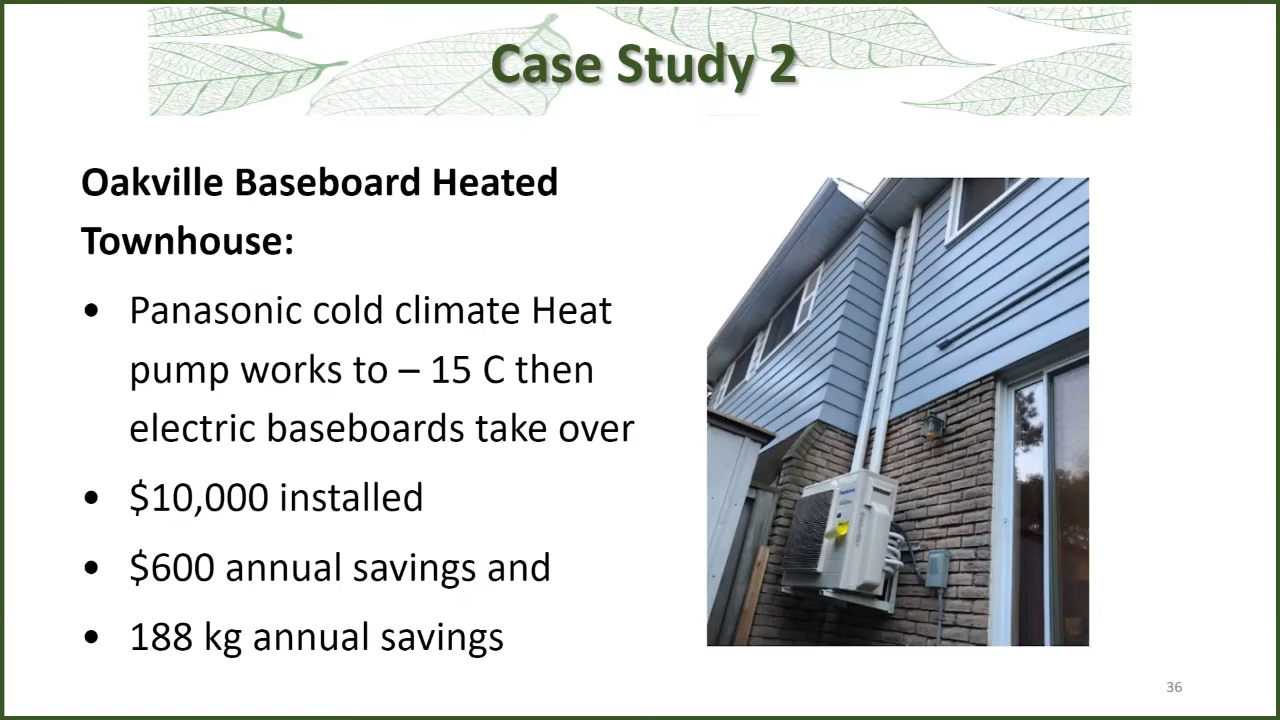 Case Study 2
Oakville Baseboard Heated
Townhouse:
• Panasonic cold climate Heat
pump works to – 15 C then
electric baseboards take over
• $10,000 installed
• $600 annual savings and
• 188 kg annual savings
36